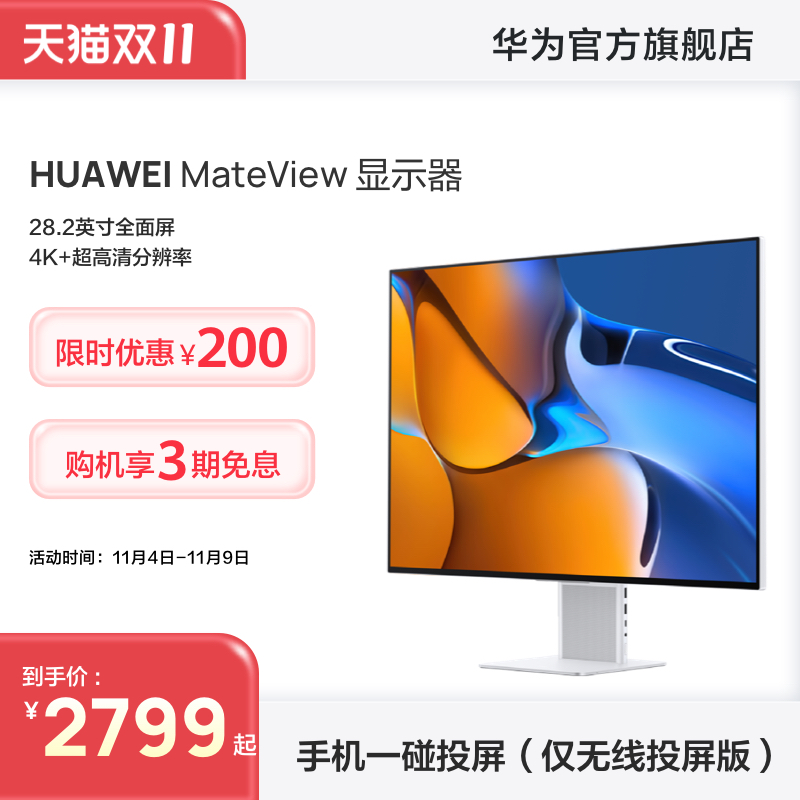 天猫双11
华为官方旗舰店
HUAWEI MateView 显示器
28.2英寸全面屏
4K+超高清分辨率
限时优惠¥200
购机享3期免息
活动时间：11月4日-11月9日
到手价：
¥2799起
手机一碰投屏（仅无线投屏版）